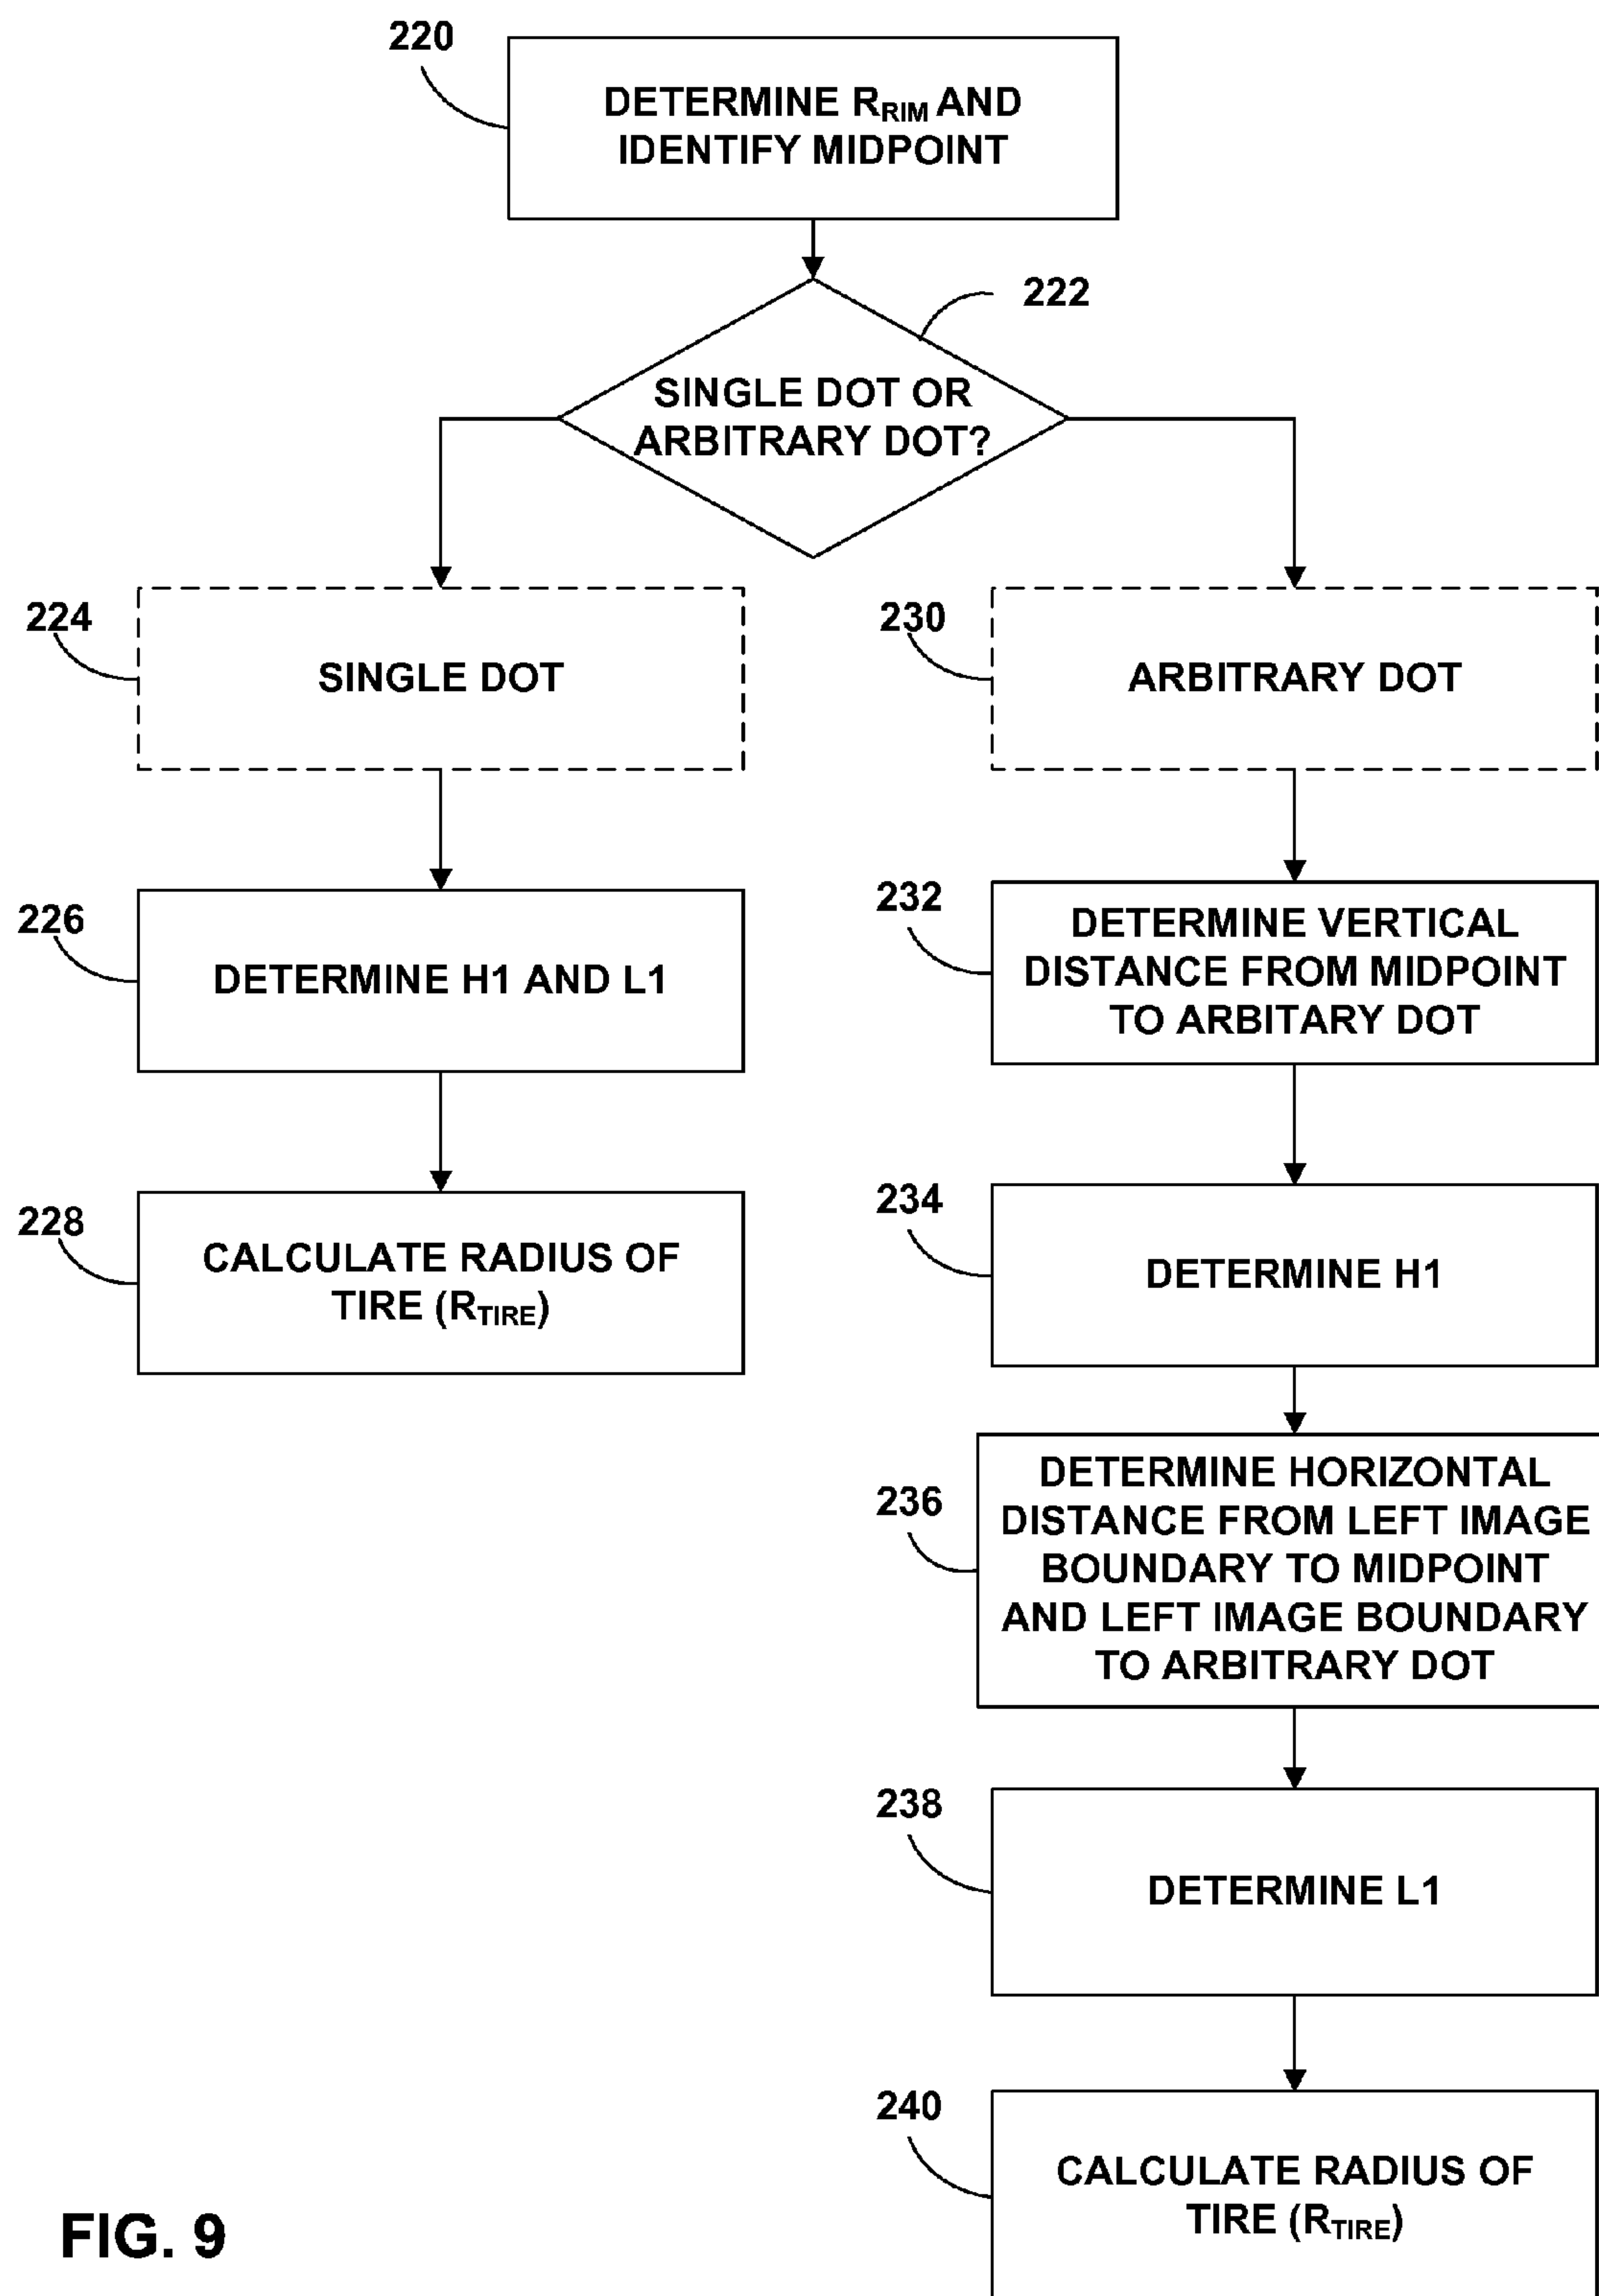 220
DETERMINE RRIM AND
IDENTIFY MIDPOINT
222
SINGLE DOT OR
ARBITRARY DOT?
224
SINGLE DOT
226
DETERMINE H1 AND L1
228
CALCULATE RADIUS OF
TIRE (RTIRE)
230
ARBITRARY DOT
232
DETERMINE VERTICAL
DISTANCE FROM MIDPOINT
TO ARBITARY DOT
234
DETERMINE H1
236
DETERMINE HORIZONTAL
DISTANCE FROM LEFT IMAGE
BOUNDARY TO MIDPOINT
AND LEFT IMAGE BOUNDARY
TO ARBITRARY DOT
238
DETERMINE L1
240
CALCULATE RADIUS OF
TIRE (RTIRE)
FIG. 9